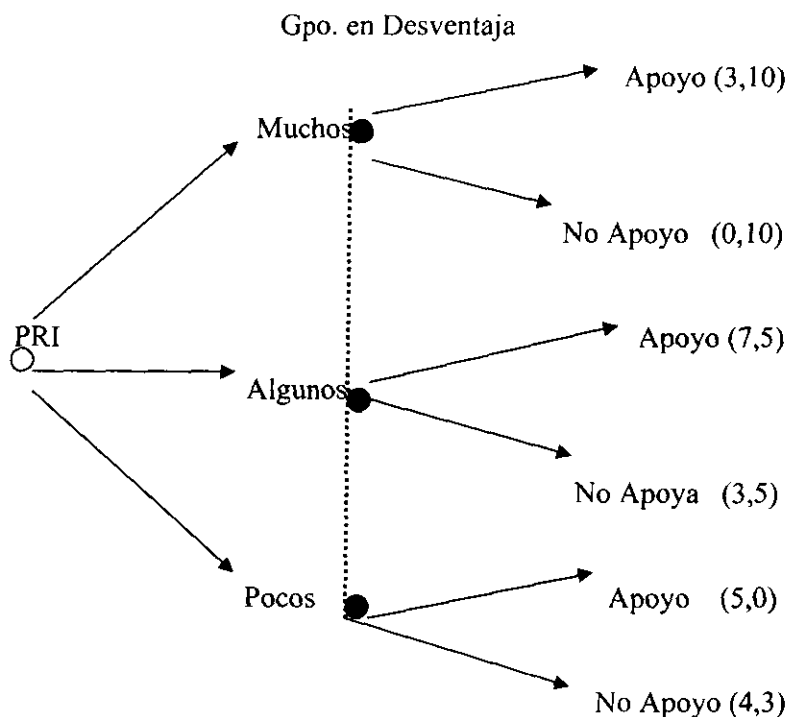 Gpo. en Desventaja
Apoyo (3,10)
Muchos
No Apoyo (0,10)
PRI
Apoyo (7,5)
Algunos
No Apoya (3,5)
Pocos
Apoyo (5,0)
No Apoyo (4,3)